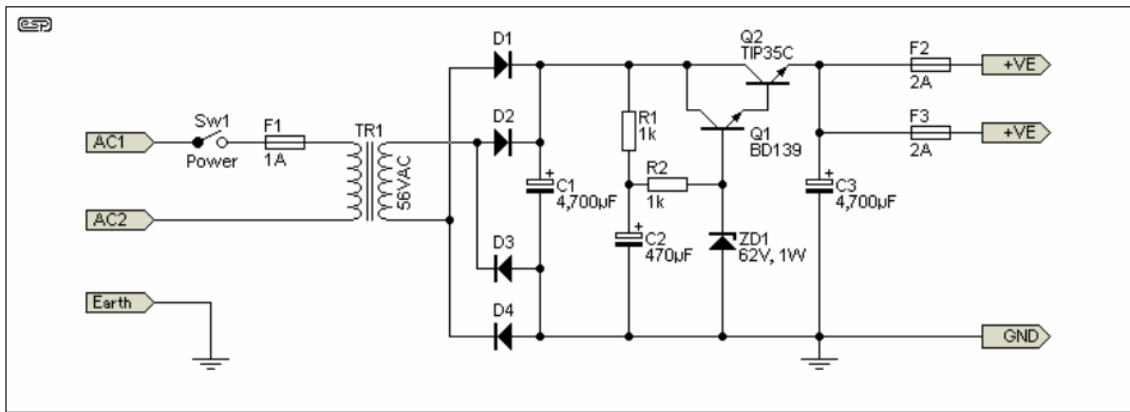 esp
D1
Q2
TIP35C
F2
+VE
2A
D2
R1
1k
Sw1
F1
TR1
F3
+VE
AC1
Q1
BD139
2A
Power
1A
R2
56VAC
C1
4,700µF
1k
C3
4,700µF
AC2
D3
C2
470µF
ZD1
62V, 1W
Earth
D4
GND